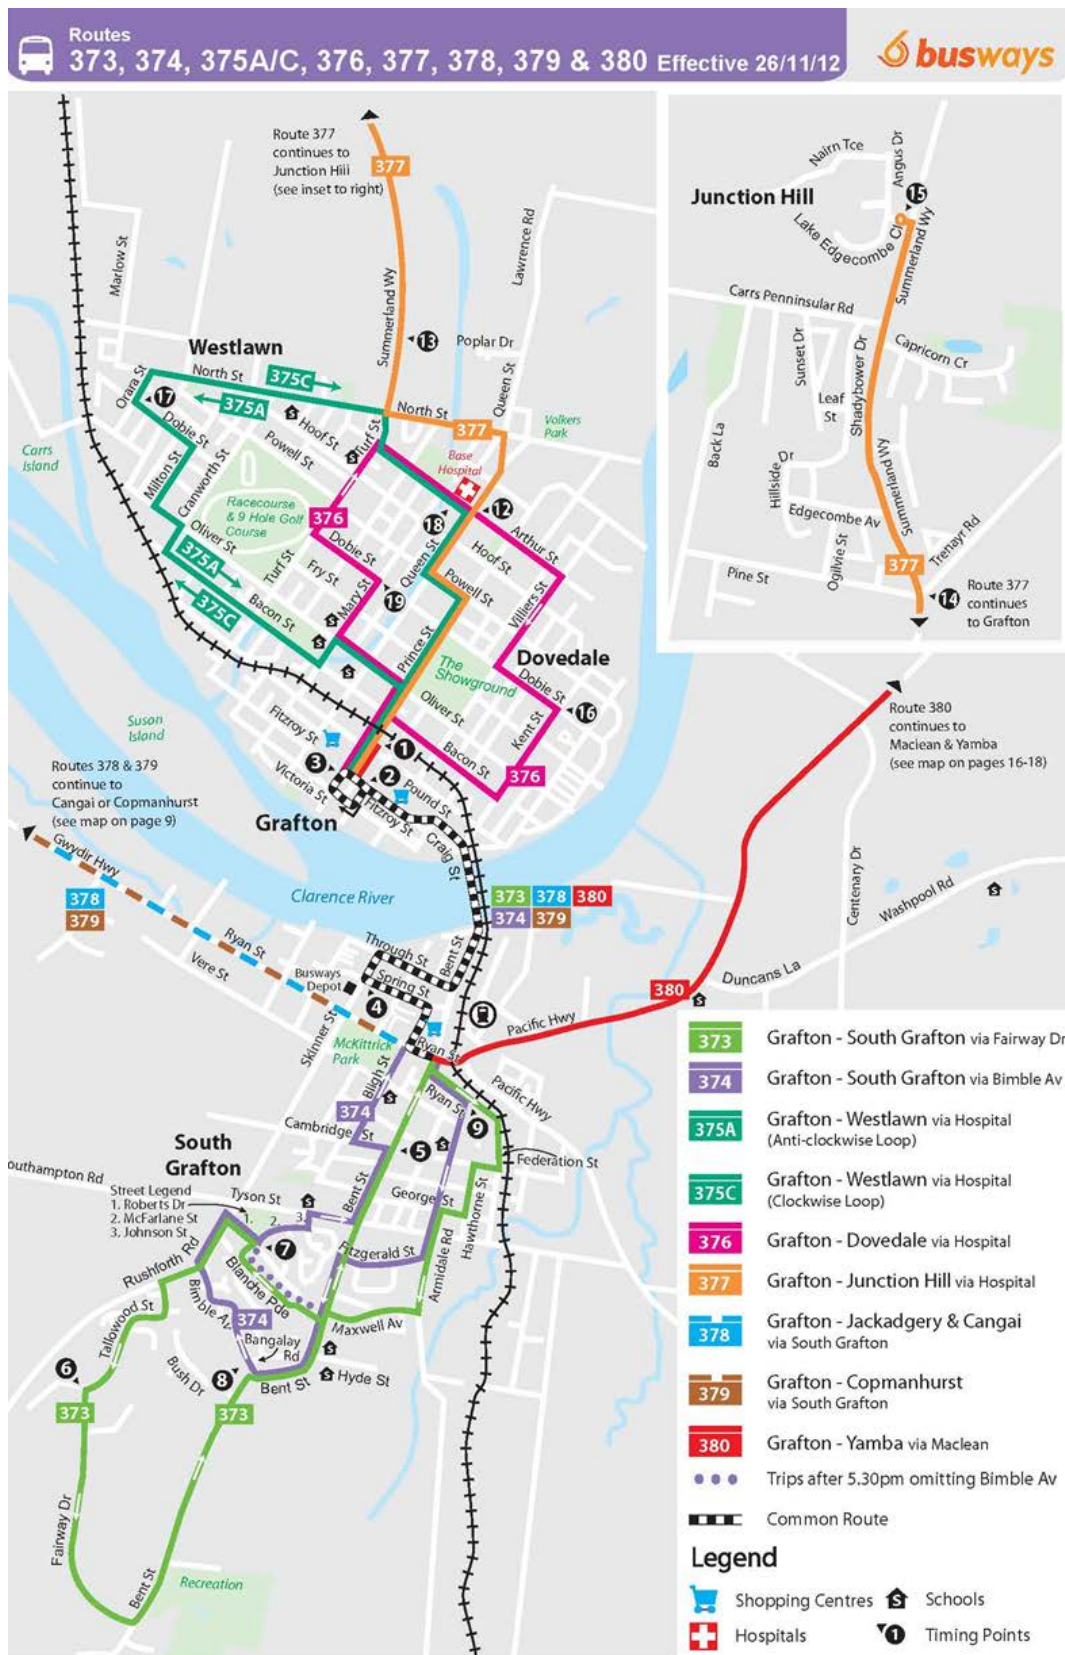 Routes
373, 374, 375A/C, 376, 377, 378, 379 & 380 Effective 26/11/12
busways
Route 377
continues to
Junction Hill
(see inset to right)
377
Marlow St
Summerland Wy
Lawrence Rd
13
Poplar Dr
Westlawn
North St
375C
375A
Orara St
17
Dobie St
Hoof St
Powell St
Turf St
North St
377
Queen St
Volkers
Park
Base
Hospital
Carrs
Island
Milton St
Cranworth St
Racecourse
& 9 Hole Golf
Course
376
18
12
Oliver St
375A
375C
Turf St
Fry St
Dobie St
Bacon St
Mary St
19
Queen St
Hoof St
Arthur St
Powell St
Villiers St
Prince St
The
Showground
Dovedale
Dobie St
16
Oliver St
Kent St
Bacon St
376
Susan
Island
Fitzroy St
1
3
2
Victoria St
Pound St
Fitzroy St
Craig St
Grafton
Routes 378 & 379
continue to
Cangai or Copmanhurst
(see map on page 9)
Gwydir Hwy
378
379
Clarence River
373 378 380
374 379
Ryan St
Vere St
Through St
Bent St
Busways
Depot
Spring St
4
Skinner St
McKittrick
Park
Ryan St
Pacific Hwy
380
Duncans La
Washpool Rd
Centenary Dr
Route 380
continues to
Maclean & Yamba
(see map on pages 16-18)
Junction Hill
Nairn Tce
Angus Dr
15
Lake Edgecombe Cl
Summerland Wy
Carrs Penninsular Rd
Sunset Dr
Leaf
St
Shadybower Dr
Capricorn Cr
Back La
Hillside Dr
Edgecombe Av
Ogilvie St
Summerland Wy
Trenayr Rd
Pine St
377
14
Route 377
continues
to Grafton
Bligh St
374
Cambridge St
Ryan St
Pacific Hwy
9
5
Federation St
South
Grafton
outhampton Rd
Street Legend
1. Roberts Dr
2. McFarlane St
3. Johnson St
Tyson St
1.
2.
3.
Bent St
George St
Hawthorne St
Armidale Rd
7
Fitzgerald St
Rushforth Rd
Blanche Pde
Bimble Av
374
Maxwell Av
Tallowood St
Bangalay
Rd
6
Bush Dr
8
Bent St
Hyde St
373
373
Fairway Dr
Bent St
Recreation
373 Grafton - South Grafton via Fairway Dr
374 Grafton - South Grafton via Bimble Av
375A Grafton - Westlawn via Hospital
(Anti-clockwise Loop)
375C Grafton - Westlawn via Hospital
(Clockwise Loop)
376 Grafton - Dovedale via Hospital
377 Grafton - Junction Hill via Hospital
378 Grafton - Jackadgery & Cangai
via South Grafton
379 Grafton - Copmanhurst
via South Grafton
380 Grafton - Yamba via Maclean
Trips after 5.30pm omitting Bimble Av
Common Route
Legend
Shopping Centres
S Schools
Hospitals
1 Timing Points